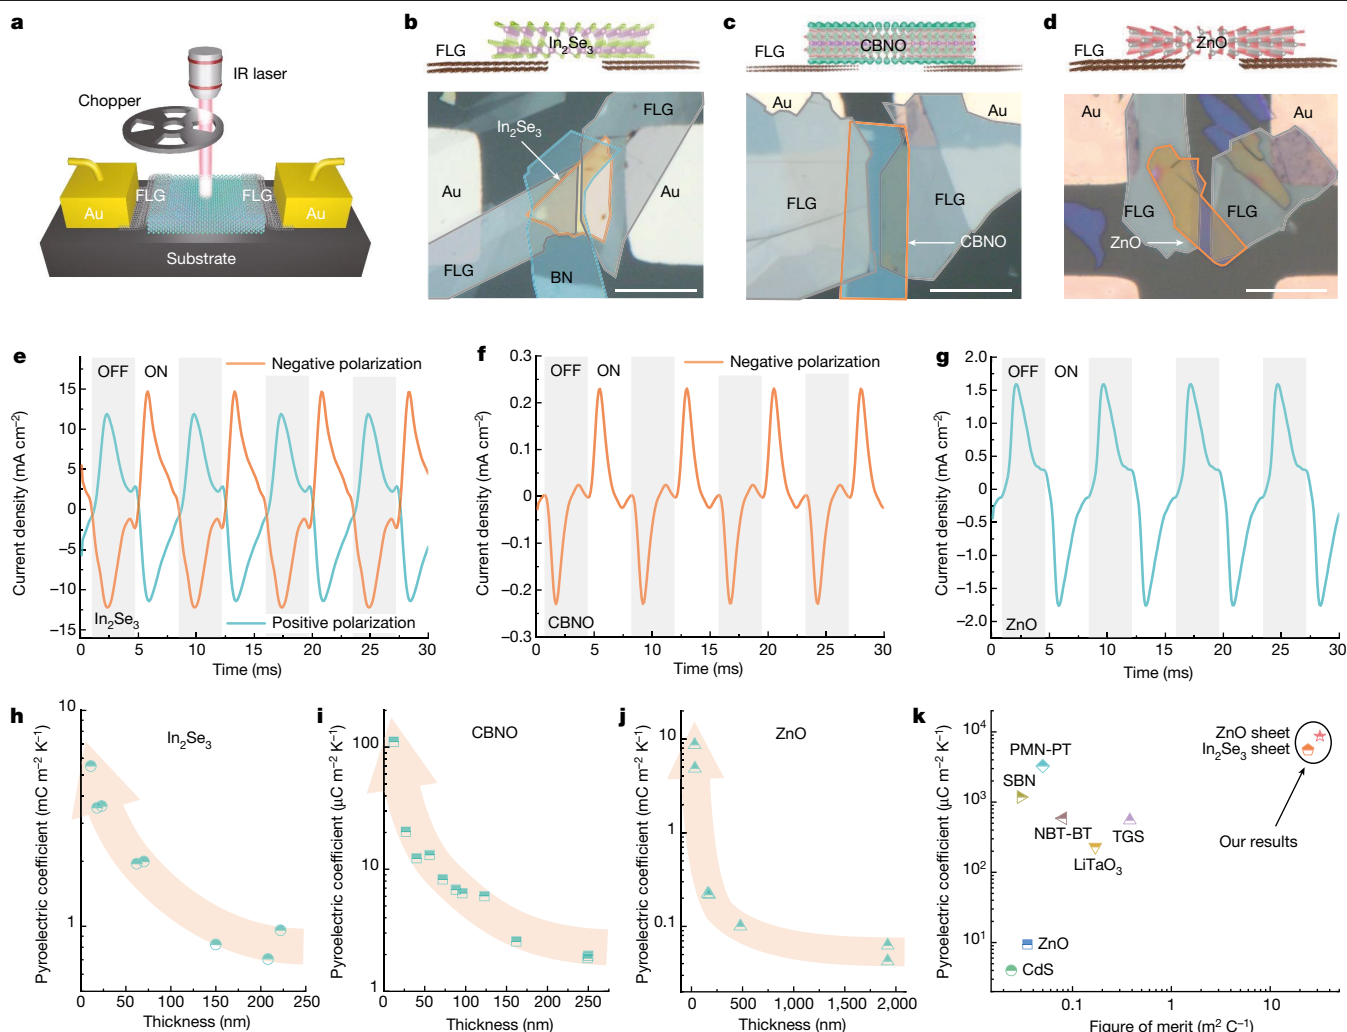 a
IR laser
Chopper
FLG
FLG
Au
Au
Substrate
b
In2Se3
FLG
In2Se3
FLG
Au
Au
FLG
BN
c
FLG
CBNO
Au
Au
FLG
FLG
CBNO
d
FLG
ZnO
Au
Au
FLG
FLG
ZnO
e
Current density (mA cm−2)
15
10
5
0
−5
−10
−15
OFF
ON
Negative polarization
In2Se3
Positive polarization
0
5
10
15
20
25
30
Time (ms)
f
Current density (mA cm−2)
0.3
0.2
0.1
0
−0.1
−0.2
−0.3
OFF
ON
Negative polarization
CBNO
0
5
10
15
20
25
30
Time (ms)
g
Current density (mA cm−2)
2.0
1.5
1.0
0.5
0
−0.5
−1.0
−1.5
−2.0
OFF
ON
ZnO
0
5
10
15
20
25
30
Time (ms)
h
Pyroelectric coefficient (mC m−2 K−1)
10
1
In2Se3
0
50
100
150
200
250
Thickness (nm)
i
Pyroelectric coefficient (μC m−2 K−1)
100
10
1
CBNO
0
50
100
150
200
250
Thickness (nm)
j
Pyroelectric coefficient (mC m−2 K−1)
10
1
0.1
ZnO
0
500
1,000
1,500
2,000
Thickness (nm)
k
Pyroelectric coefficient (μC m−2 K−1)
10^4
10^3
10^2
10^1
ZnO sheet
In2Se3 sheet
PMN-PT
SBN
NBT-BT
TGS
LiTaO3
Our results
ZnO
CdS
0.1
1
10
Figure of merit (m2 C−1)